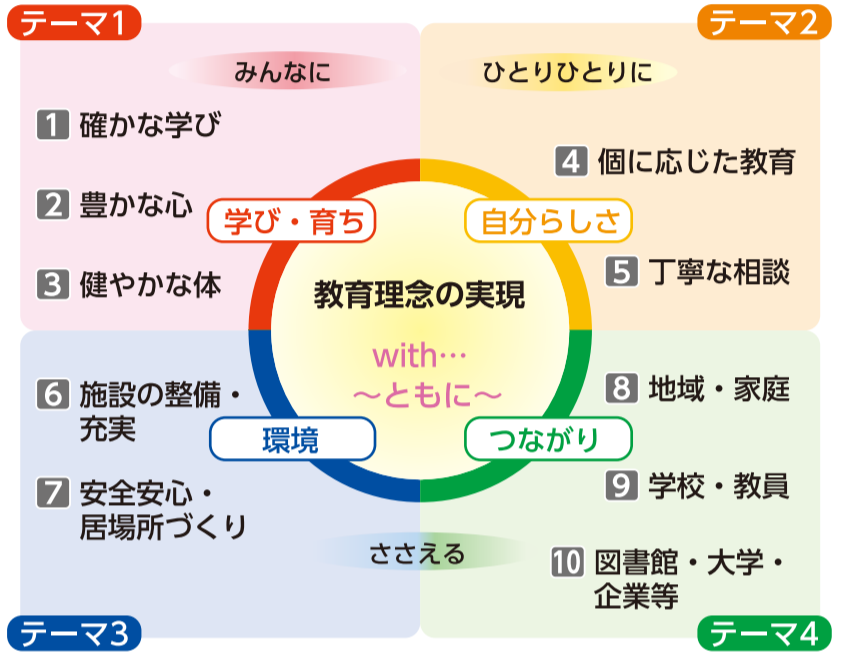 テーマ1
みんなに
1 確かな学び
2 豊かな心
3 健やかな体
学び・育ち
テーマ2
ひとりひとりに
4 個に応じた教育
5 丁寧な相談
自分らしさ
教育理念の実現
with…
～ともに～
6 施設の整備・
充実
7 安全安心・
居場所づくり
環境
テーマ3
つながり
8 地域・家庭
9 学校・教員
10 図書館・大学・
企業等
ささえる
テーマ4